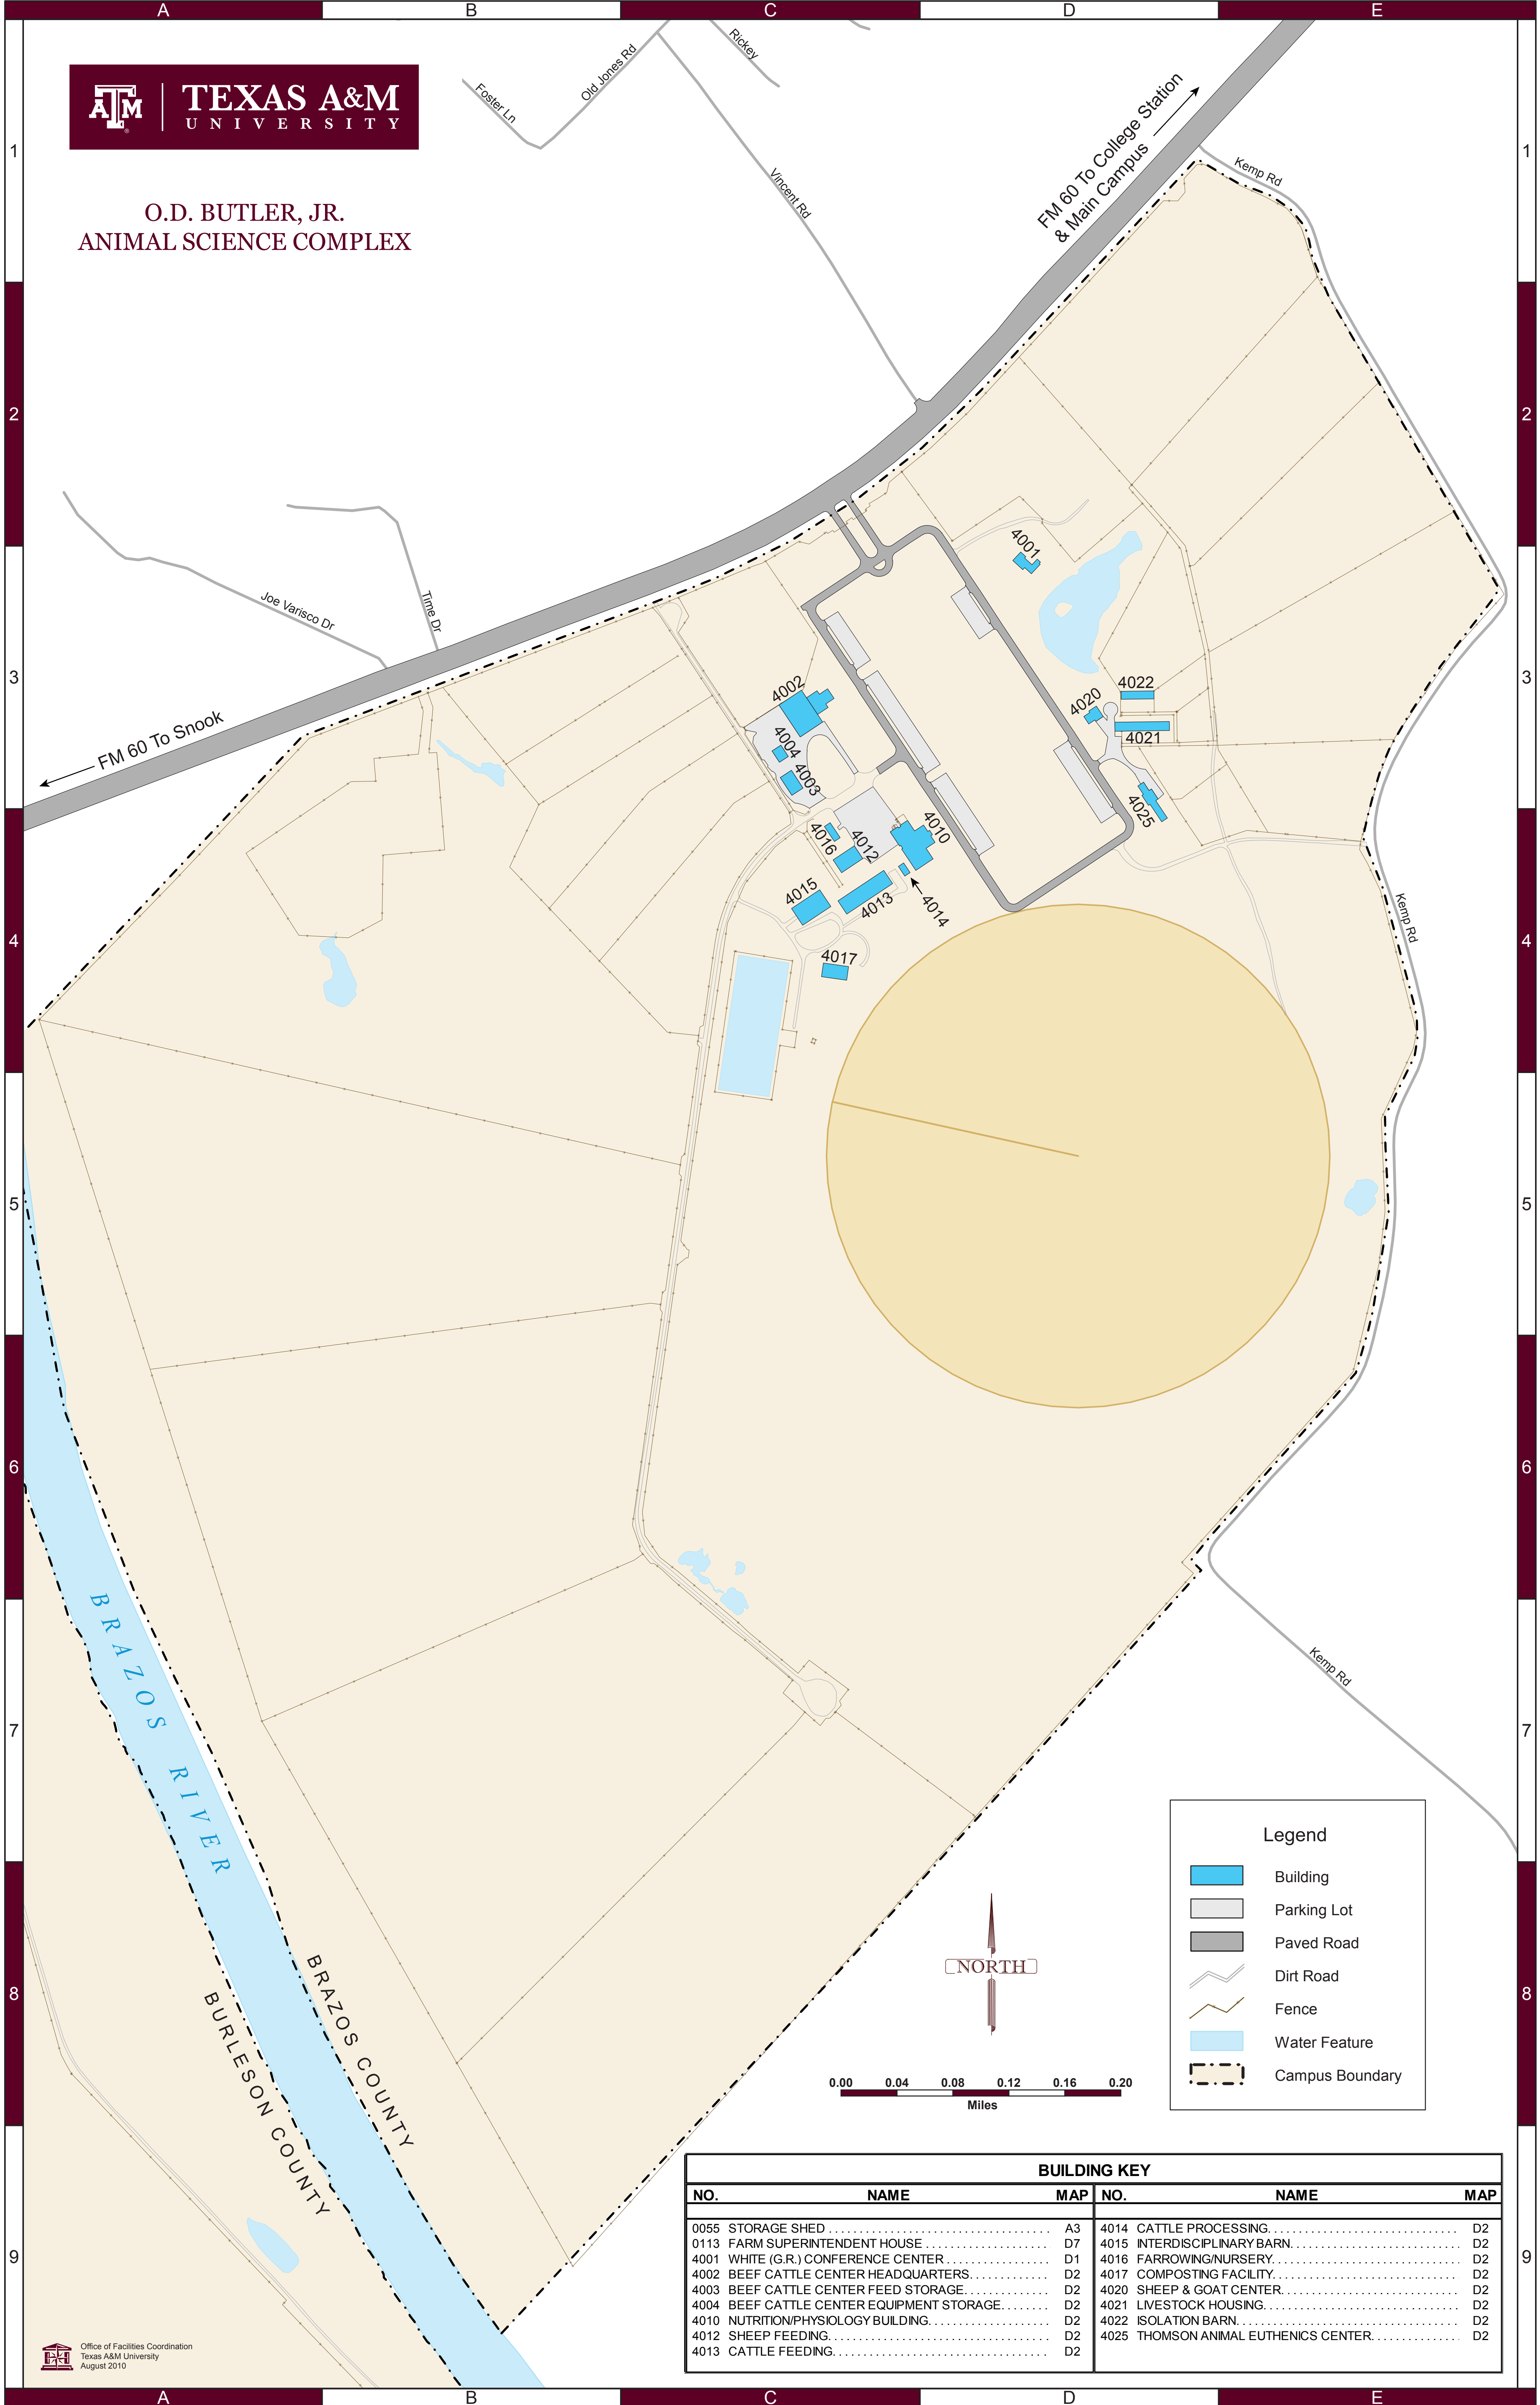 A B C D E
ATM TEXAS A&M
UNIVERSITY
®
O.D. BUTLER, JR.
ANIMAL SCIENCE COMPLEX
Foster Ln
Old Jones Rd
Rickey
Vincent Rd
FM 60 To College Station
& Main Campus
Kemp Rd
1 1
2 2
Joe Varisco Dr
Time Dr
FM 60 To Snook
3 3
4001
4002
4004
4003
4020
4022
4021
4025
4016
4012
4010
4015
4013
4014
4017
Kemp Rd
4 4
5 5
6 6
Kemp Rd
7 7
BRAZOS RIVER
BRAZOS COUNTY
BURLESON COUNTY
8 8
NORTH
0.00 0.04 0.08 0.12 0.16 0.20
Miles
Legend
Building
Parking Lot
Paved Road
Dirt Road
Fence
Water Feature
Campus Boundary
9 9
BUILDING KEY
NO. NAME MAP NO. NAME MAP
0055 STORAGE SHED A3
0113 FARM SUPERINTENDENT HOUSE D7
4001 WHITE (G.R.) CONFERENCE CENTER D1
4002 BEEF CATTLE CENTER HEADQUARTERS D2
4003 BEEF CATTLE CENTER FEED STORAGE D2
4004 BEEF CATTLE CENTER EQUIPMENT STORAGE D2
4010 NUTRITION/PHYSIOLOGY BUILDING D2
4012 SHEEP FEEDING D2
4013 CATTLE FEEDING D2
4014 CATTLE PROCESSING D2
4015 INTERDISCIPLINARY BARN D2
4016 FARROWING/NURSERY D2
4017 COMPOSTING FACILITY D2
4020 SHEEP & GOAT CENTER D2
4021 LIVESTOCK HOUSING D2
4022 ISOLATION BARN D2
4025 THOMSON ANIMAL EUTHENICS CENTER D2
Office of Facilities Coordination
Texas A&M University
August 2010
A B C D E